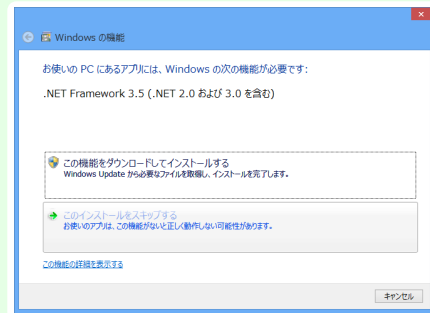 Windows の機能
お使いの PC にあるアプリには、Windows の次の機能が必要です:
.NET Framework 3.5 (.NET 2.0 および 3.0 を含む)
この機能をダウンロードしてインストールする
Windows Update から必要なファイルを取得し、インストールを完了します。
このインストールをスキップする
お使いのアプリは、この機能がないと正しく動作しない可能性があります。
この機能の詳細を表示する
キャンセル